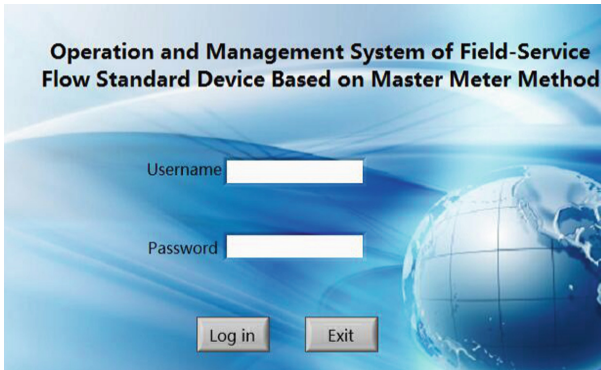 Operation and Management System of Field-Service
Flow Standard Device Based on Master Meter Method
Username
Password
Log in
Exit